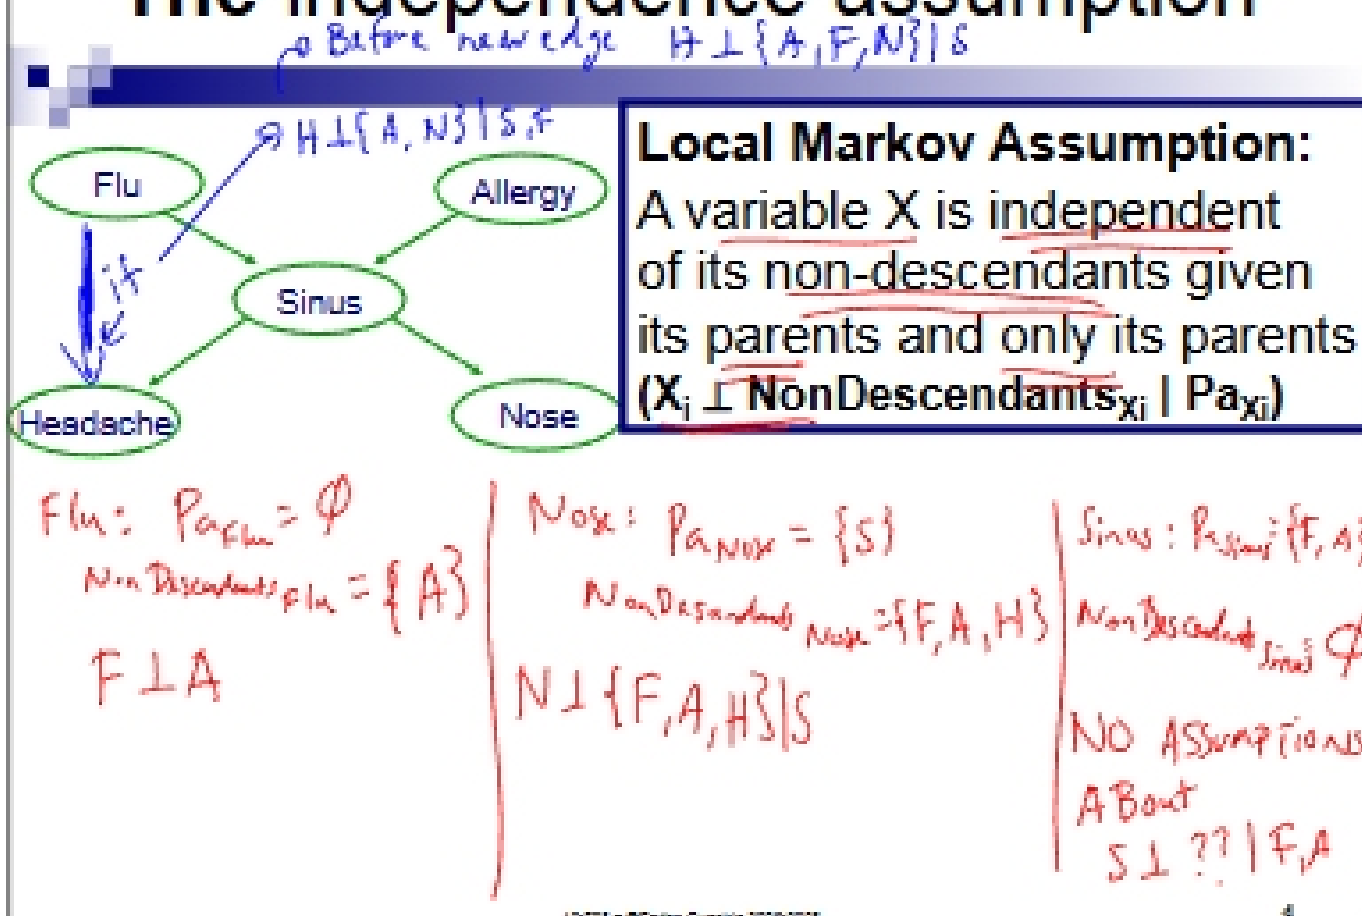 The independence assumption
Before new edge H ⊥ {A, F, N} | S
H ⊥ {A, N} | S, F
Flu
Allergy
if
Sinus
Headache
Nose
Local Markov Assumption:
A variable X is independent
of its non-descendants given
its parents and only its parents
(Xi ⊥ NonDescendantsXi | PaXi)
Flu: PaFlu = ∅
NonDescendantsFlu = {A}
F ⊥ A
Nose: PaNose = {S}
NonDescendantsNose = {F, A, H}
N ⊥ {F, A, H} | S
Sinus: PaSinus = {F, A}
NonDescendantsSinus = ∅
NO ASSUMPTIONS
ABout
S ⊥ ?? | F, A